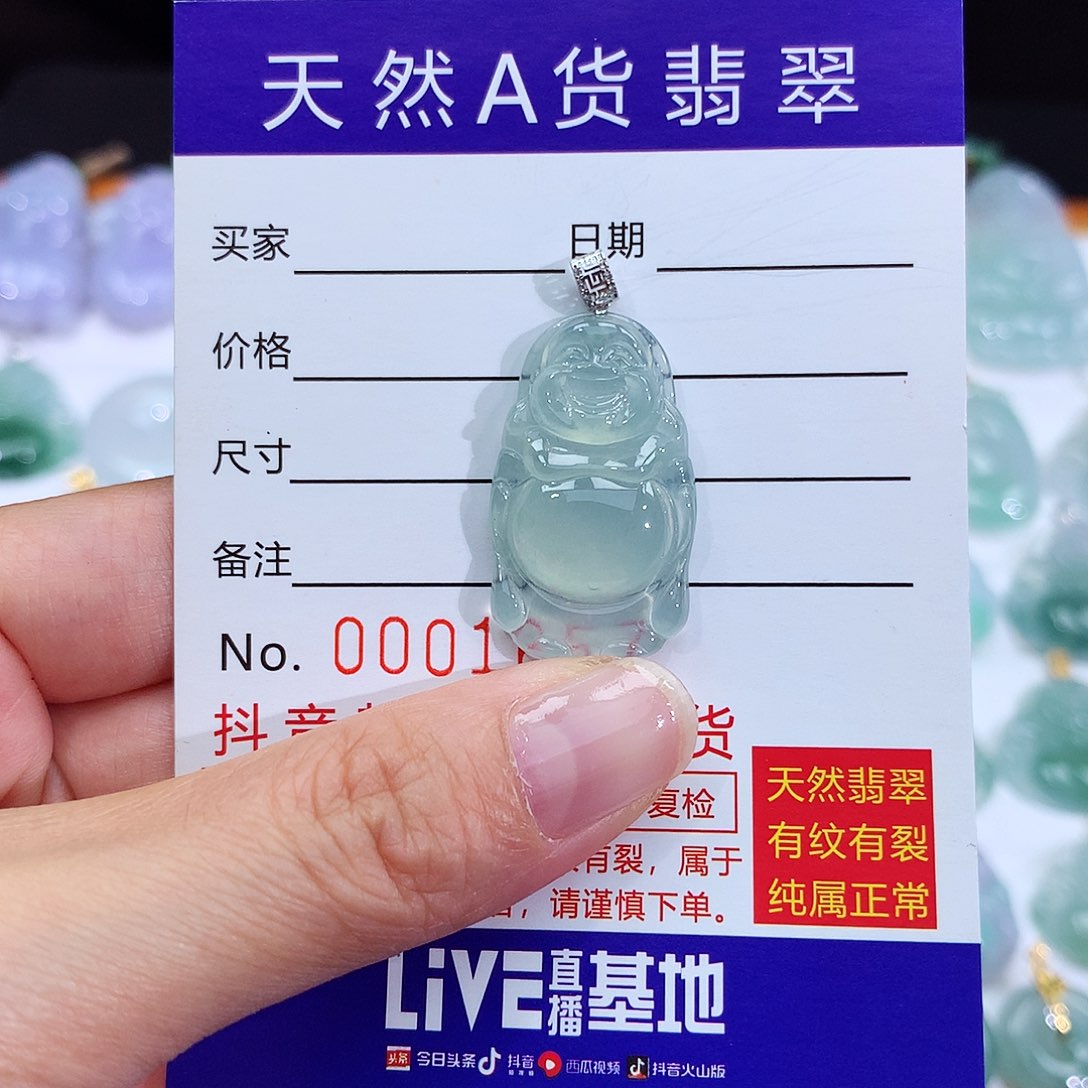 天然A货翡翠
买家 日期
价格
尺寸
备注
No. 0001
抖音 货
复检
有裂，属于
请谨慎下单。
天然翡翠
有纹有裂
纯属正常
LiVE直播基地
头条 今日头条 抖音 西瓜视频 抖音火山版